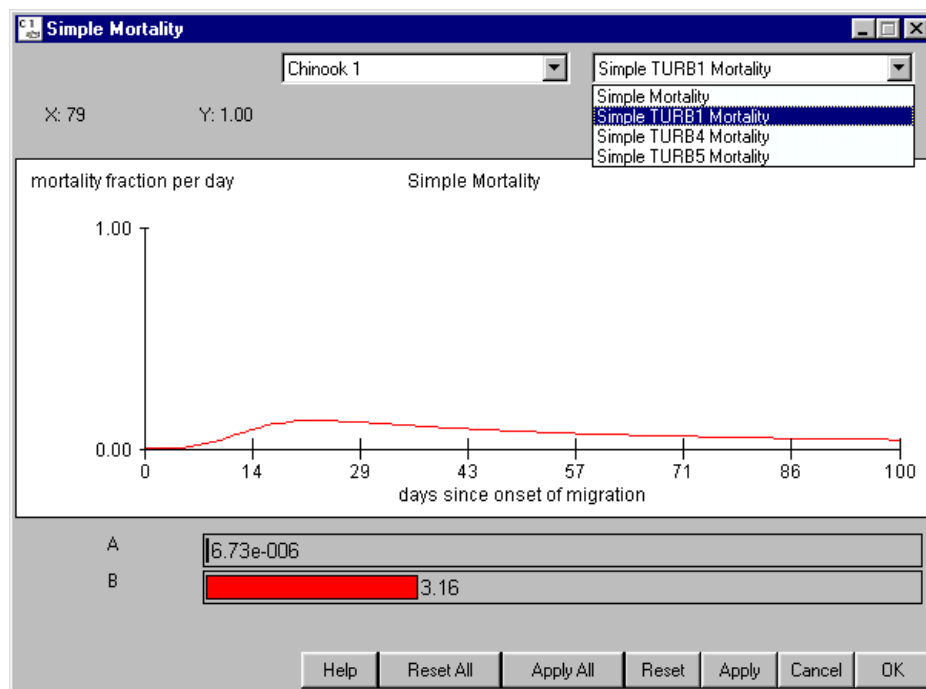 Simple Mortality
Chinook 1
Simple TURB1 Mortality
Simple Mortality
Simple TURB1 Mortality
Simple TURB4 Mortality
Simple TURB5 Mortality
X: 79 Y: 1.00
mortality fraction per day Simple Mortality
1.00
0.00
0 14 29 43 57 71 86 100
days since onset of migration
A 6.73e-006
B 3.16
Help Reset All Apply All Reset Apply Cancel OK